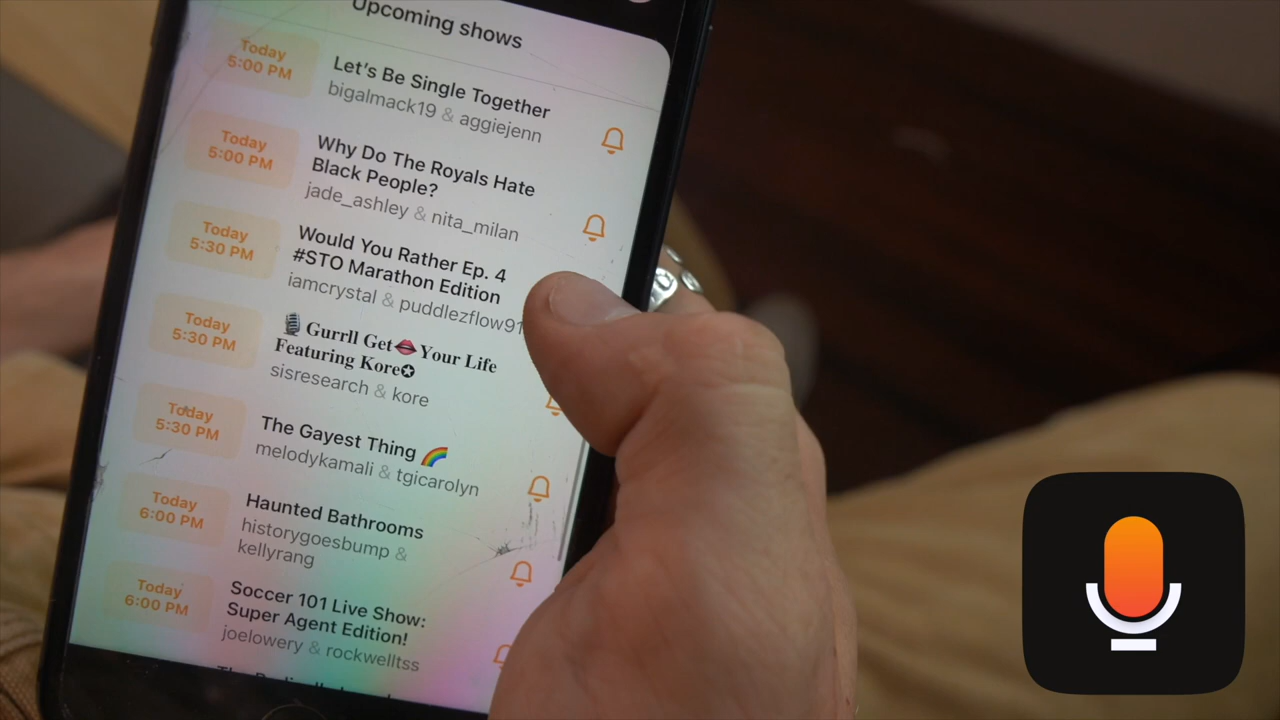 Upcoming shows
Today
5:00 PM
Let's Be Single Together
bigalmack19 & aggiejenn
Today
5:00 PM
Why Do The Royals Hate
Black People?
jade_ashley & nita_milan
Today
5:30 PM
Would You Rather Ep. 4
#STO Marathon Edition
iamcrystal & puddlezflow91
Today
5:30 PM
🎙️Gurrll Get👄Your Life
Featuring Kore✪
sisresearch & kore
Today
5:30 PM
The Gayest Thing 🌈
melodykamali & tgicarolyn
Today
6:00 PM
Haunted Bathrooms
historygoesbump &
kellyrang
Today
6:00 PM
Soccer 101 Live Show:
Super Agent Edition!
joelowery & rockwelltss